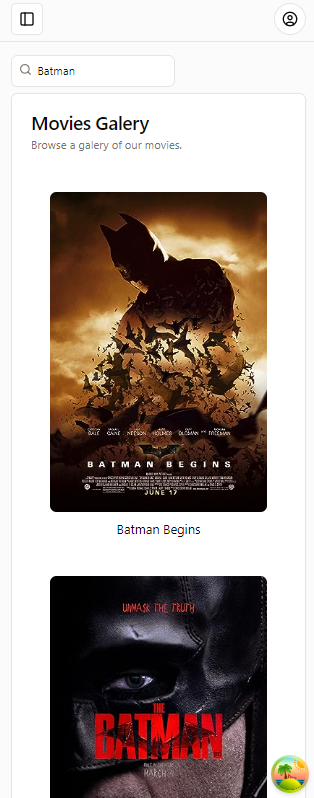 Batman
Movies Galery
Browse a galery of our movies.
BATMAN BEGINS
JUNE 17
Batman Begins
UNMASK THE TRUTH
THE
BATMAN
MARCH